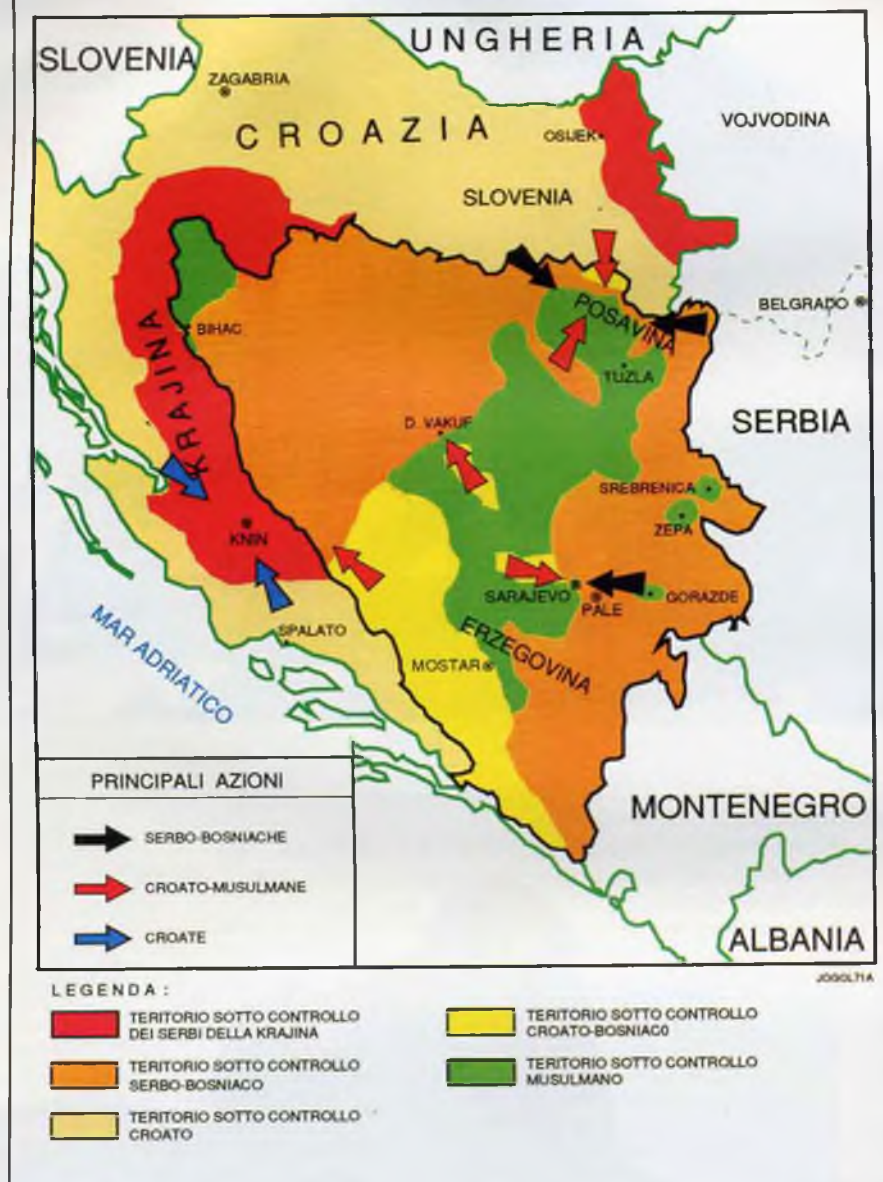 UNGHERIA
SLOVENIA
ZAGABRIA
CROAZIA
OSIJEK
VOJVODINA
SLOVENIA
BELGRADO
POSAVINA
BIHAC
KRAJINA
TUZLA
D. VAKUF
SERBIA
SREBRENICA
ZEPA
KNIN
SARAJEVO
PALE
GORAZDE
SPALATO
ERZEGOVINA
MOSTAR
MAR ADRIATICO
MONTENEGRO
ALBANIA
PRINCIPALI AZIONI
SERBO-BOSNIACHE
CROATO-MUSULMANE
CROATE
JOGOL71A
LEGENDA :
TERITORIO SOTTO CONTROLLO
DEI SERBI DELLA KRAJINA
TERITORIO SOTTO CONTROLLO
SERBO-BOSNIACO
TERITORIO SOTTO CONTROLLO
CROATO
TERITORIO SOTTO CONTROLLO
CROATO-BOSNIAC0
TERITORIO SOTTO CONTROLLO
MUSULMANO